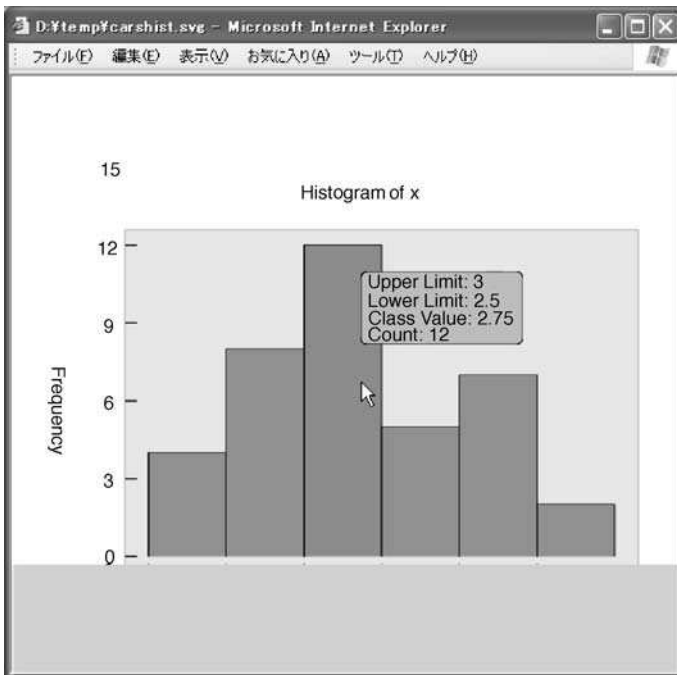 D:¥temp¥carshist.svg - Microsoft Internet Explorer
ファイル(F) 編集(E) 表示(V) お気に入り(A) ツール(T) ヘルプ(H)
15
Histogram of x
12
Upper Limit: 3
Lower Limit: 2.5
Class Value: 2.75
Count: 12
9
Frequency
6
3
0